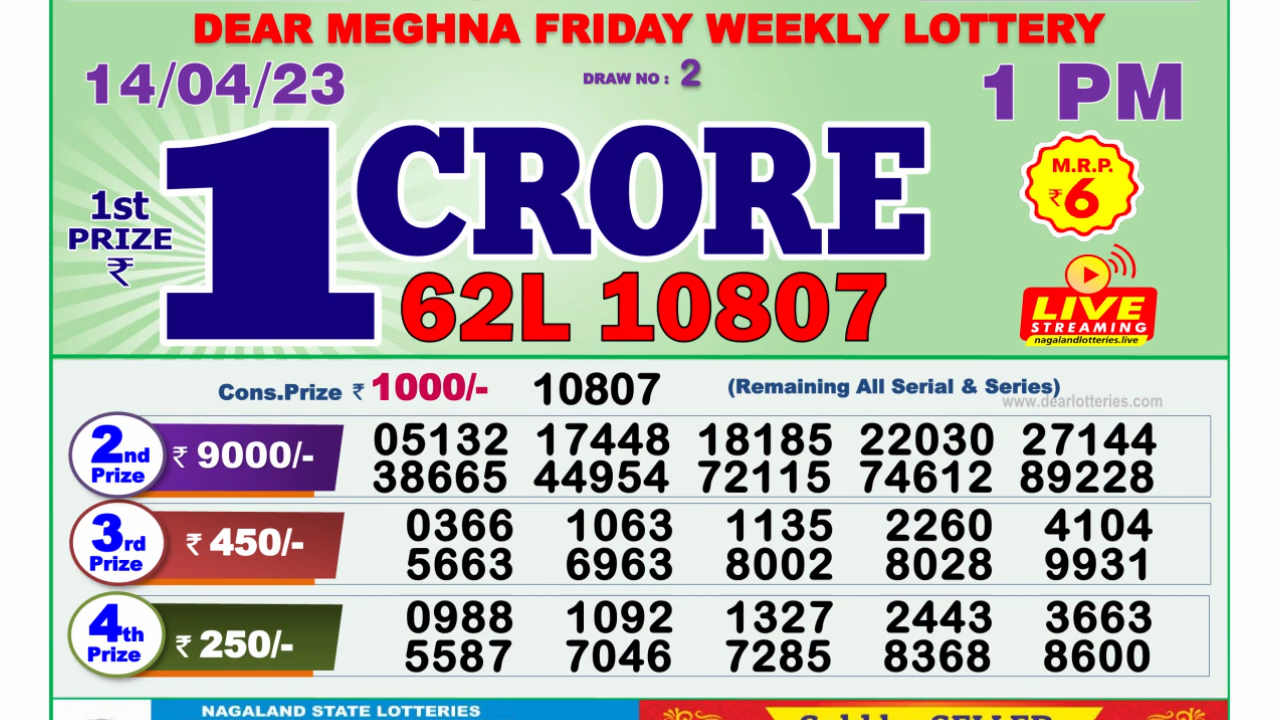 DEAR MEGHNA FRIDAY WEEKLY LOTTERY
14/04/23
DRAW NO : 2
1 PM
1st
PRIZE
₹
1 CRORE
62L 10807
M.R.P.
₹6
LIVE
STREAMING
nagalandlotteries.live
Cons.Prize ₹ 1000/- 10807 (Remaining All Serial & Series)
www.dearlotteries.com
2nd
Prize
₹ 9000/-
05132 17448 18185 22030 27144
38665 44954 72115 74612 89228
3rd
Prize
₹ 450/-
0366 1063 1135 2260 4104
5663 6963 8002 8028 9931
4th
Prize
₹ 250/-
0988 1092 1327 2443 3663
5587 7046 7285 8368 8600
NAGALAND STATE LOTTERIES